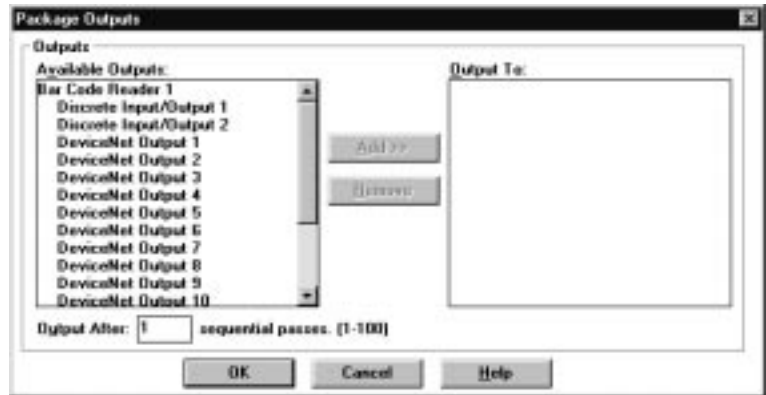 Package Outputs
Outputs
Available Outputs:
Output To:
Bar Code Reader 1
Discrete Input/Output 1
Discrete Input/Output 2
DeviceNet Output 1
DeviceNet Output 2
DeviceNet Output 3
DeviceNet Output 4
DeviceNet Output 5
DeviceNet Output 6
DeviceNet Output 7
DeviceNet Output 8
DeviceNet Output 9
DeviceNet Output 10
Add >>
Remove
Output After: 1 sequential passes. (1-100)
OK Cancel Help